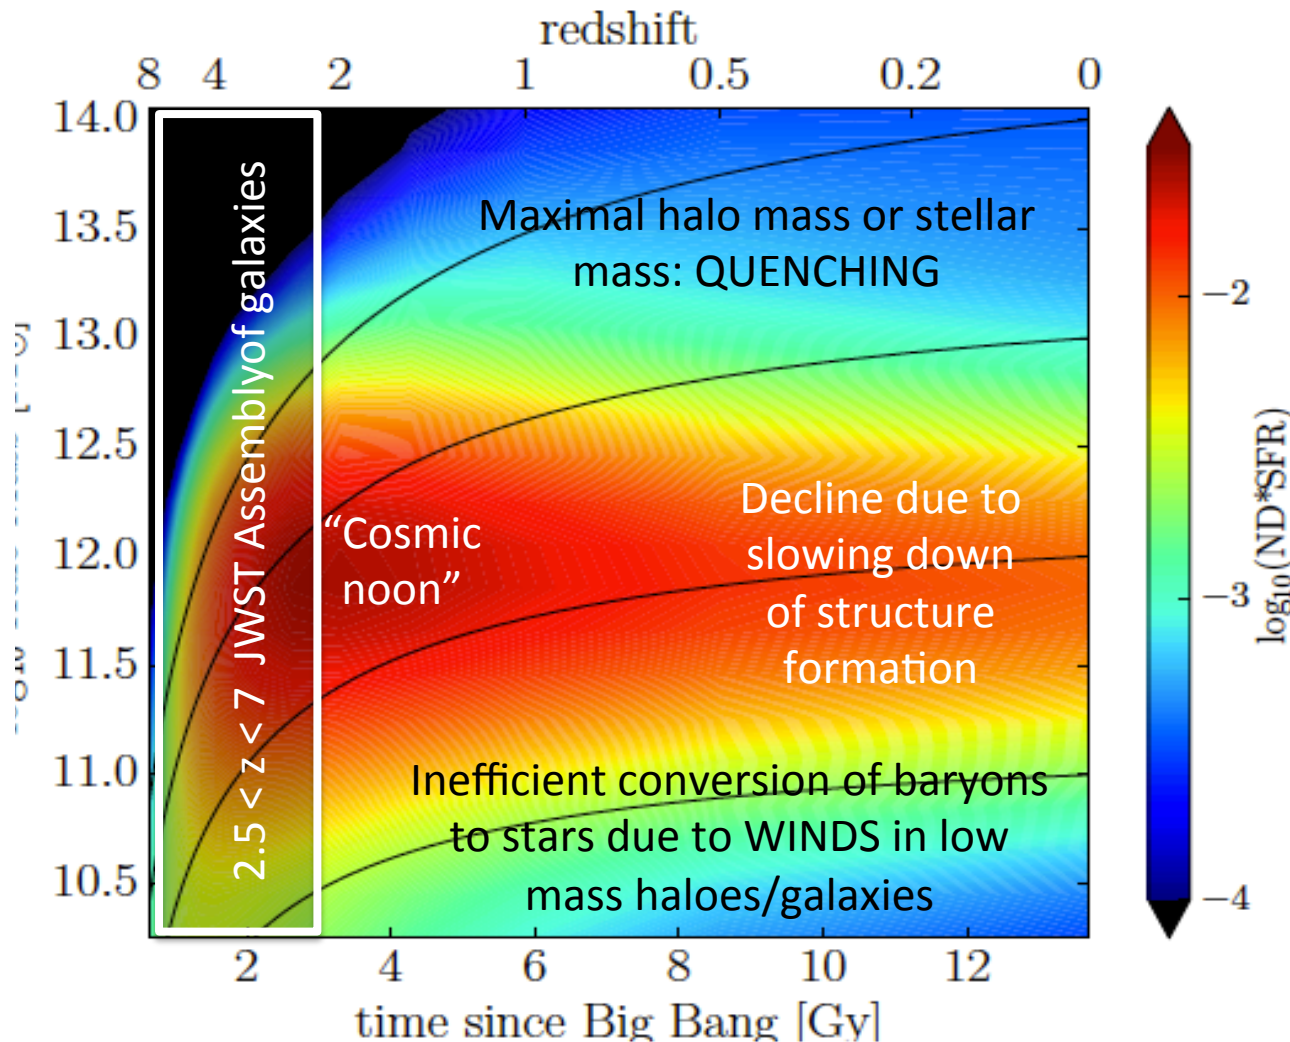 redshift
8 4 2 1 0.5 0.2 0
14.0
13.5
13.0
12.5
12.0
11.5
11.0
10.5
2.5 < z < 7 JWST Assemblyof galaxies
Maximal halo mass or stellar
mass: QUENCHING
“Cosmic
noon”
Decline due to
slowing down
of structure
formation
Inefficient conversion of baryons
to stars due to WINDS in low
mass haloes/galaxies
2 4 6 8 10 12
time since Big Bang [Gy]
−2
−3
−4
log₁₀(ND*SFR)